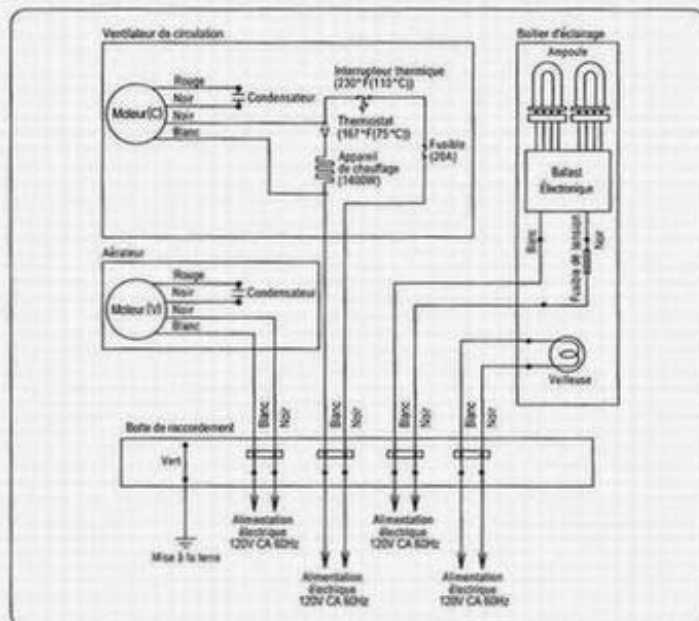 Ventilateur de circulation
Rouge
Noir
Noir
Blanc
Moteur(C)
Condensateur
Interrupteur thermique
(230°F(110°C))
Thermostat
(167°F(75°C))
Appareil
de chauffage
(1400W)
Fusible
(20A)
Boîtier d'éclairage
Ampoule
Ballast
Électronique
Blanc
Fusible de tension
Noir
Veilleuse
Aérateur
Rouge
Noir
Noir
Blanc
Moteur(V)
Condensateur
Boîte de raccordement
Vert
Blanc
Noir
Blanc
Noir
Blanc
Noir
Blanc
Noir
Mise à la terre
Alimentation
électrique
120V CA 60Hz
Alimentation
électrique
120V CA 60Hz
Alimentation
électrique
120V CA 60Hz
Alimentation
électrique
120V CA 60Hz